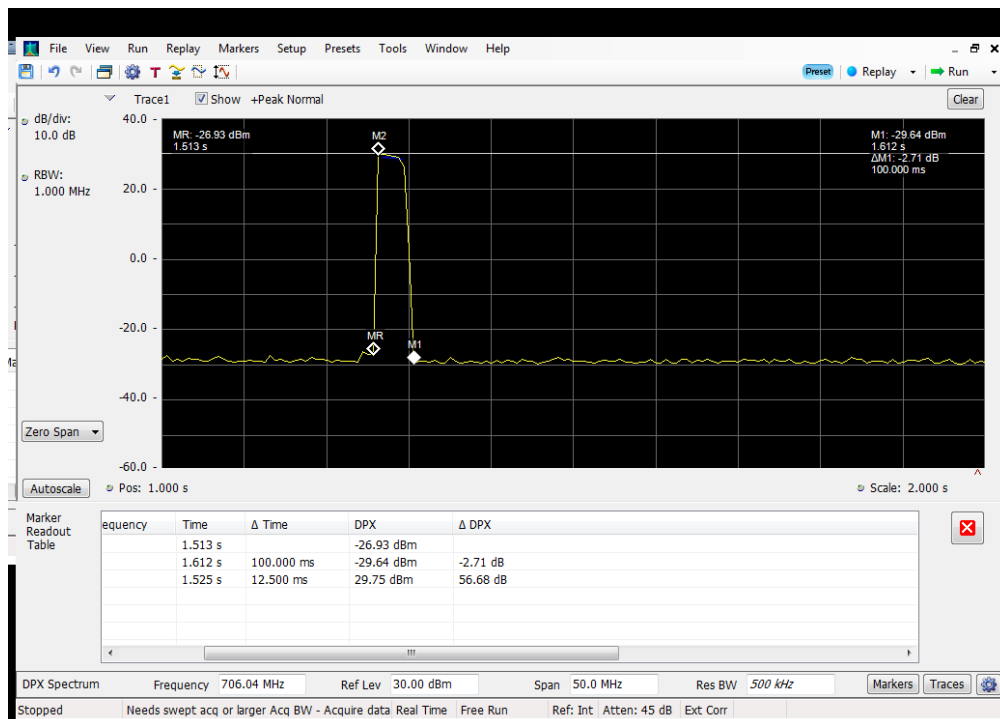 File View Run Replay Markers Setup Presets Tools Window Help
T Preset Replay Run
Trace1 Show +Peak Normal Clear
dB/div:
10.0 dB
RBW:
1.000 MHz
40.0
20.0
0.0
-20.0
-40.0
-60.0
MR: -26.93 dBm
1.513 s
M2
M1: -29.64 dBm
1.612 s
ΔM1: -2.71 dB
100.000 ms
MR
M1
Zero Span
Autoscale Pos: 1.000 s Scale: 2.000 s
Marker
Readout
Table
equency Time Δ Time DPX Δ DPX
1.513 s -26.93 dBm
1.612 s 100.000 ms -29.64 dBm -2.71 dB
1.525 s 12.500 ms 29.75 dBm 56.68 dB
DPX Spectrum Frequency 706.04 MHz Ref Lev 30.00 dBm Span 50.0 MHz Res BW 500 kHz Markers Traces
Stopped Needs swept acq or larger Acq BW - Acquire data Real Time Free Run Ref: Int Atten: 45 dB Ext Corr